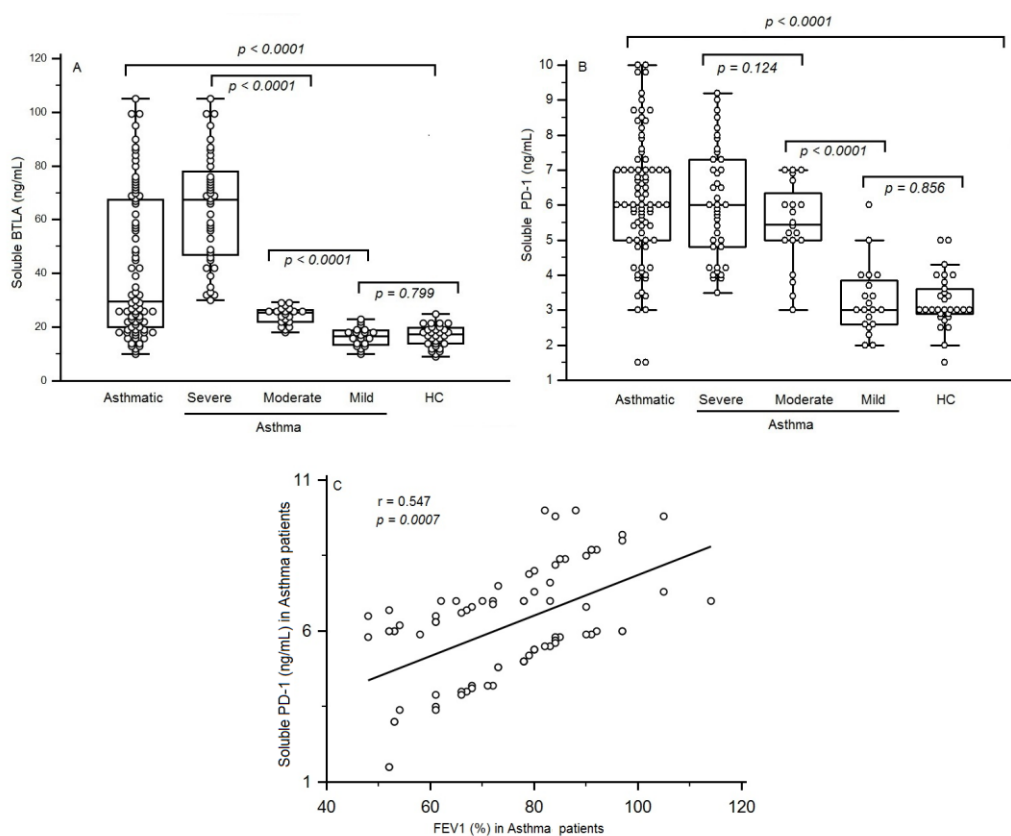 A
Soluble BTLA (ng/mL)
120
100
80
60
40
20
0
p < 0.0001
p < 0.0001
p < 0.0001
p = 0.799
Asthmatic Severe Moderate Mild HC
Asthma
B
Soluble PD-1 (ng/mL)
10
9
8
7
6
5
4
3
2
1
p < 0.0001
p = 0.124
p < 0.0001
p = 0.856
Asthmatic Severe Moderate Mild HC
Asthma
C
Soluble PD-1 (ng/mL) in Asthma patients
11
6
1
r = 0.547
p = 0.0007
40 60 80 100 120
FEV1 (%) in Asthma patients